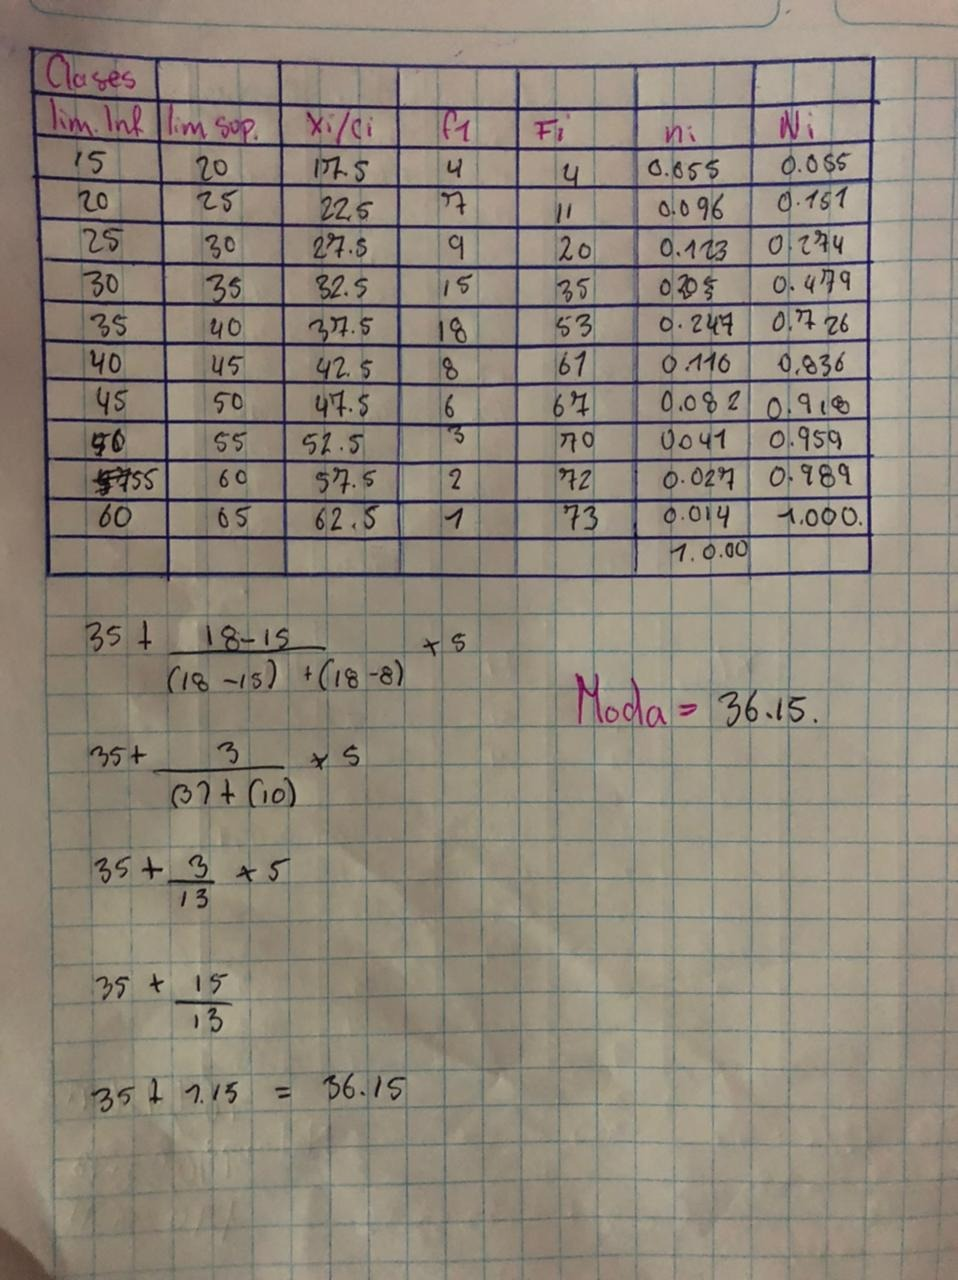 Clases
lim. Inf lim sop. Xi/Ci f1 Fi ni Ni
15 20 17.5 4 4 0.055 0.055
20 25 22.5 7 11 0.096 0.151
25 30 27.5 9 20 0.123 0.274
30 35 32.5 15 35 0.205 0.479
35 40 37.5 18 53 0.247 0.726
40 45 42.5 8 61 0.110 0.836
45 50 47.5 6 67 0.082 0.918
50 55 52.5 3 70 0041 0.959
55 60 57.5 2 72 0.027 0.989
60 65 62.5 1 73 0.014 1.000.
1.0.00
35 + 18-15 * 5
(18-15) + (18-8)
Moda = 36.15.
35+ 3 * 5
(3) + (10)
35 + 3 * 5
13
35 + 15
13
35 + 1.15 = 36.15